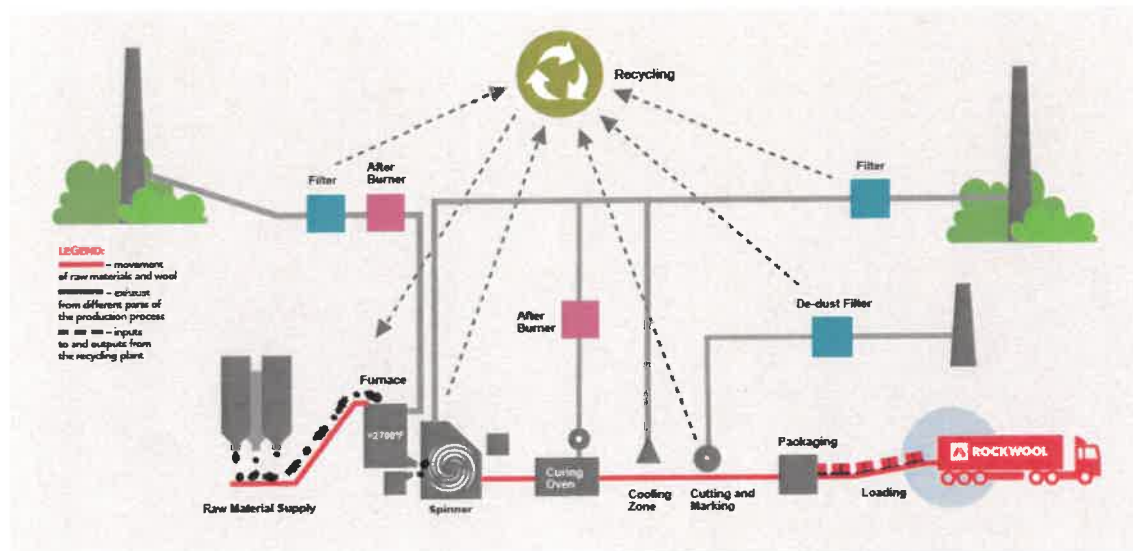 Recycling
After
Burner
Filter
Filter
LEGEND:
– movement
of raw materials and wool
– exhaust
from different parts of
the production process
– inputs
to and outputs from
the recycling plant
After
Burner
De-dust Filter
Furnace
≈2700°F
Packaging
ROCKWOOL
Curing
Oven
Loading
Raw Material Supply
Spinner
Cooling
Zone
Cutting and
Marking